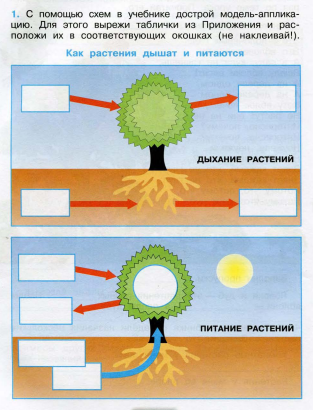 1. С помощью схем в учебнике дострой модель-апплика-
цию. Для этого вырежи таблички из Приложения и рас-
положи их в соответствующих окошках (не наклеивай!).
Как растения дышат и питаются
ДЫХАНИЕ РАСТЕНИЙ
ПИТАНИЕ РАСТЕНИЙ